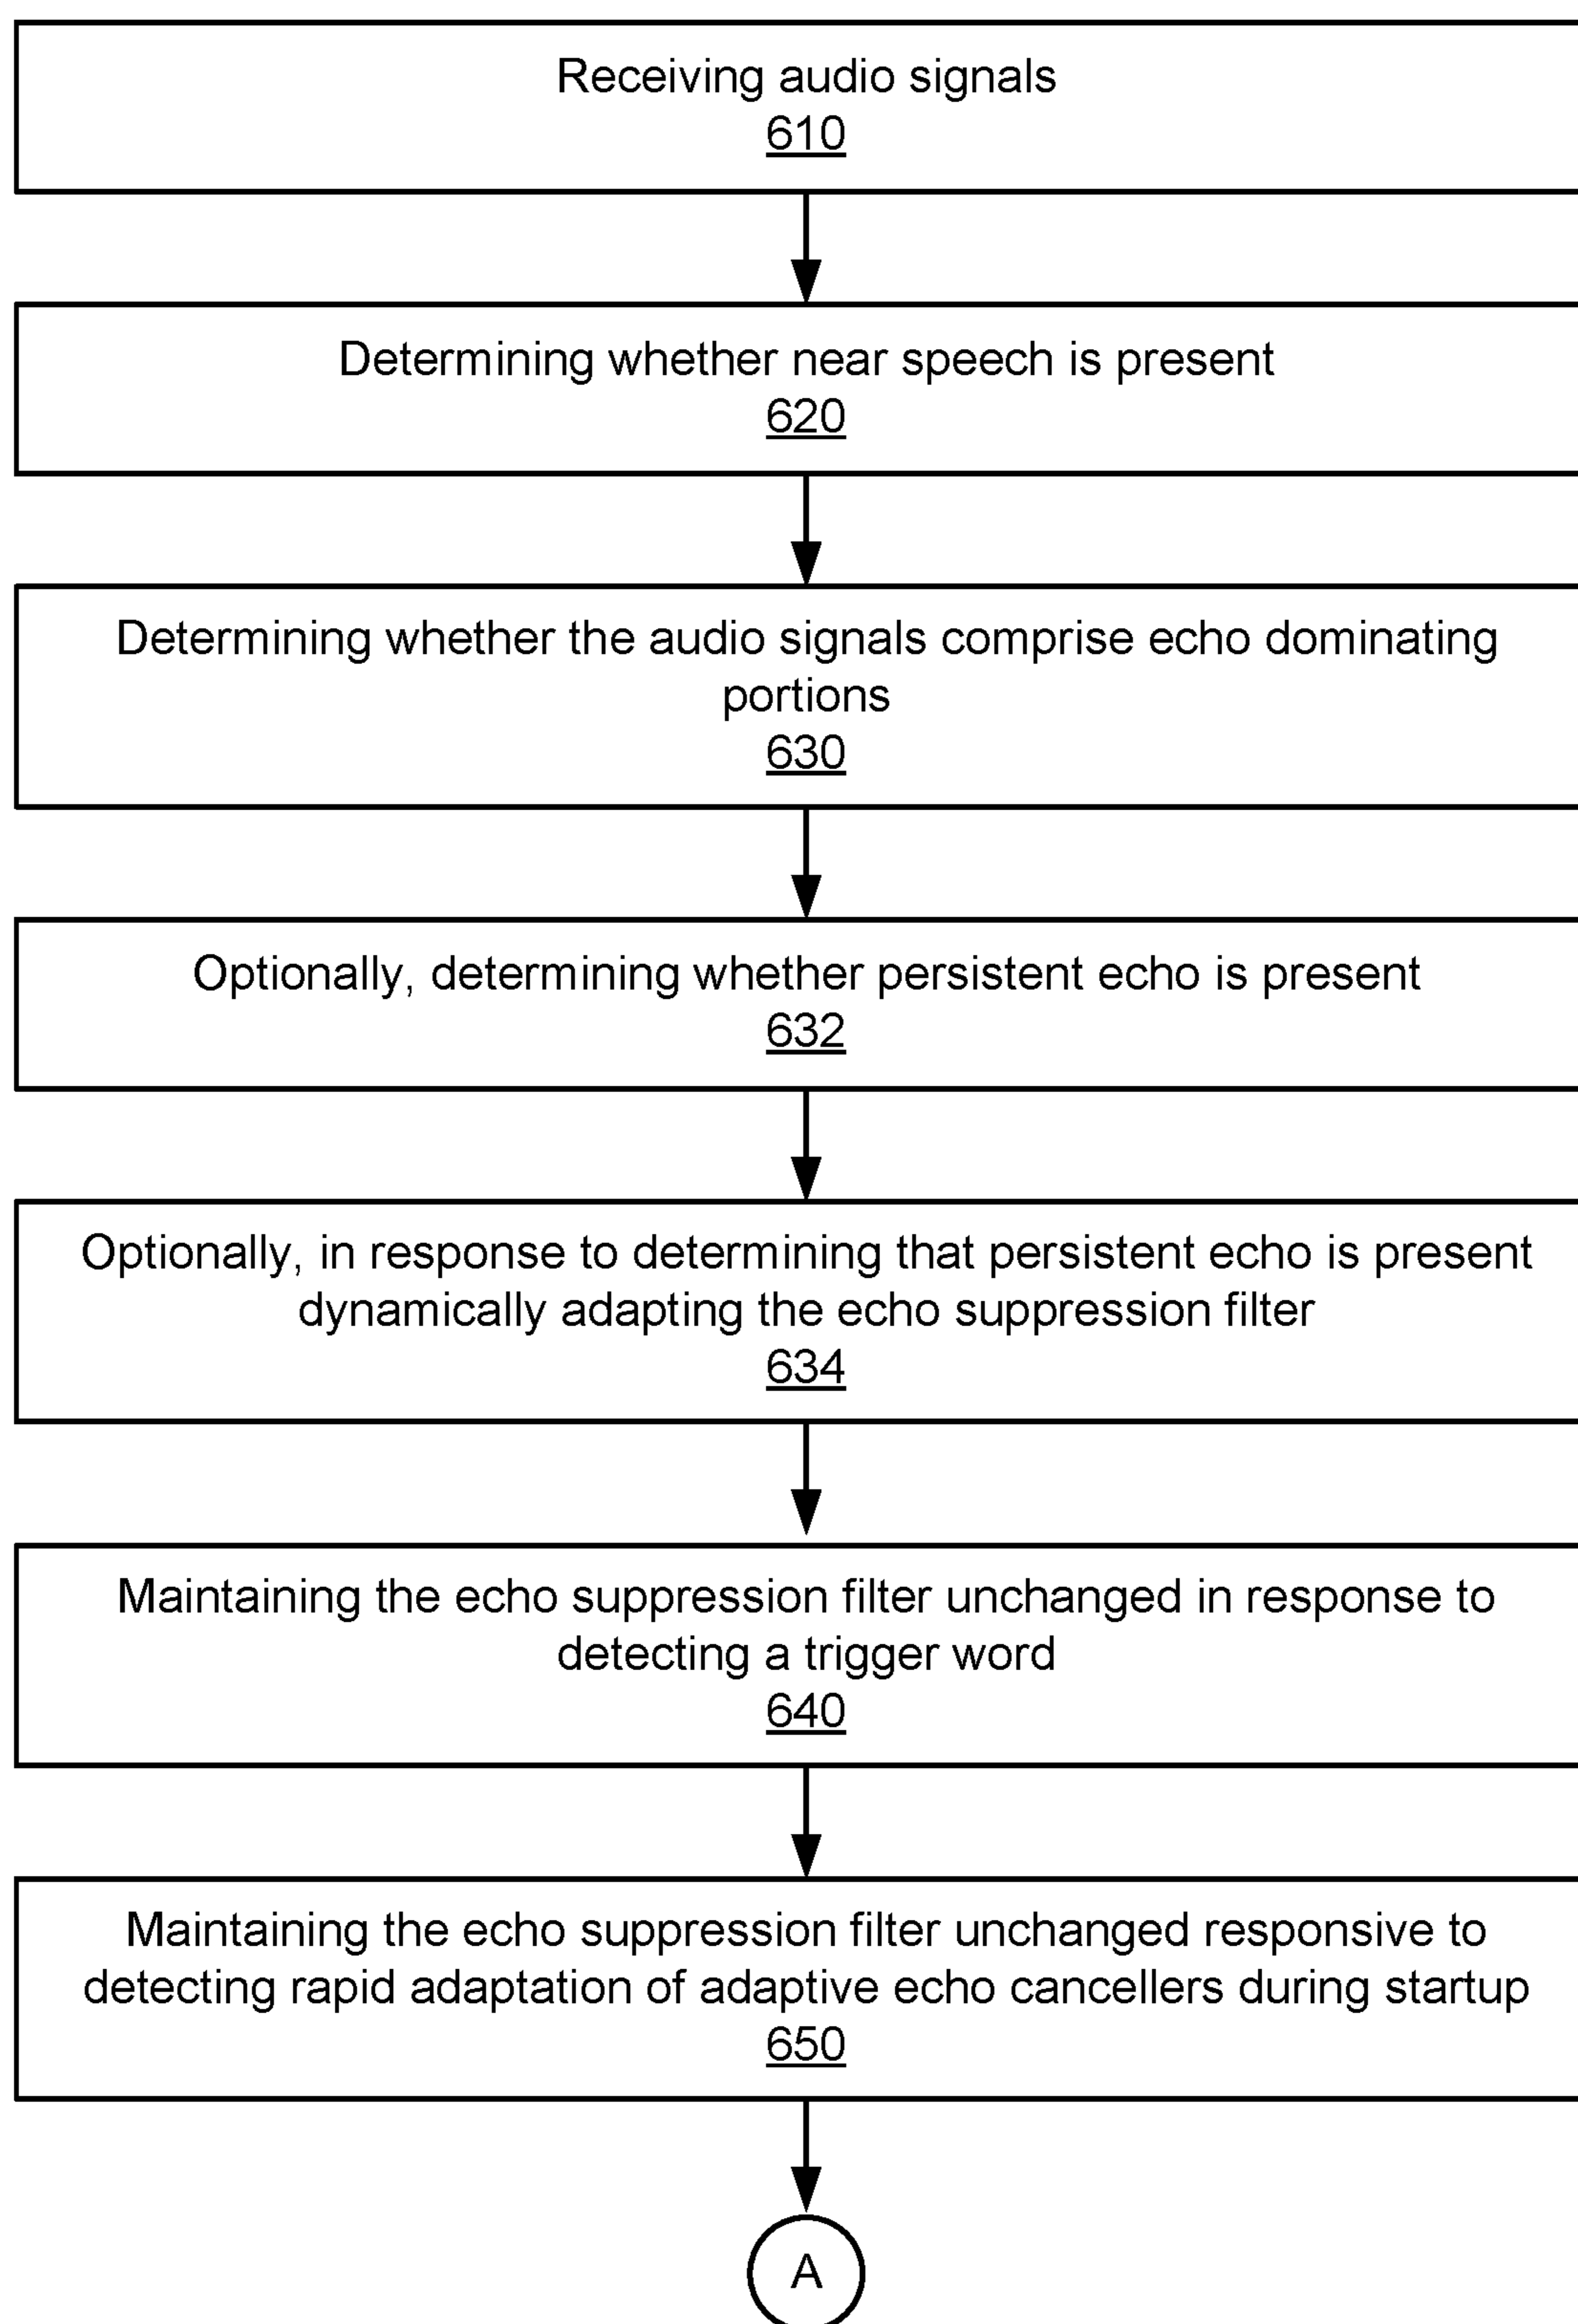 Receiving audio signals
610
Determining whether near speech is present
620
Determining whether the audio signals comprise echo dominating
portions
630
Optionally, determining whether persistent echo is present
632
Optionally, in response to determining that persistent echo is present
dynamically adapting the echo suppression filter
634
Maintaining the echo suppression filter unchanged in response to
detecting a trigger word
640
Maintaining the echo suppression filter unchanged responsive to
detecting rapid adaptation of adaptive echo cancellers during startup
650
A